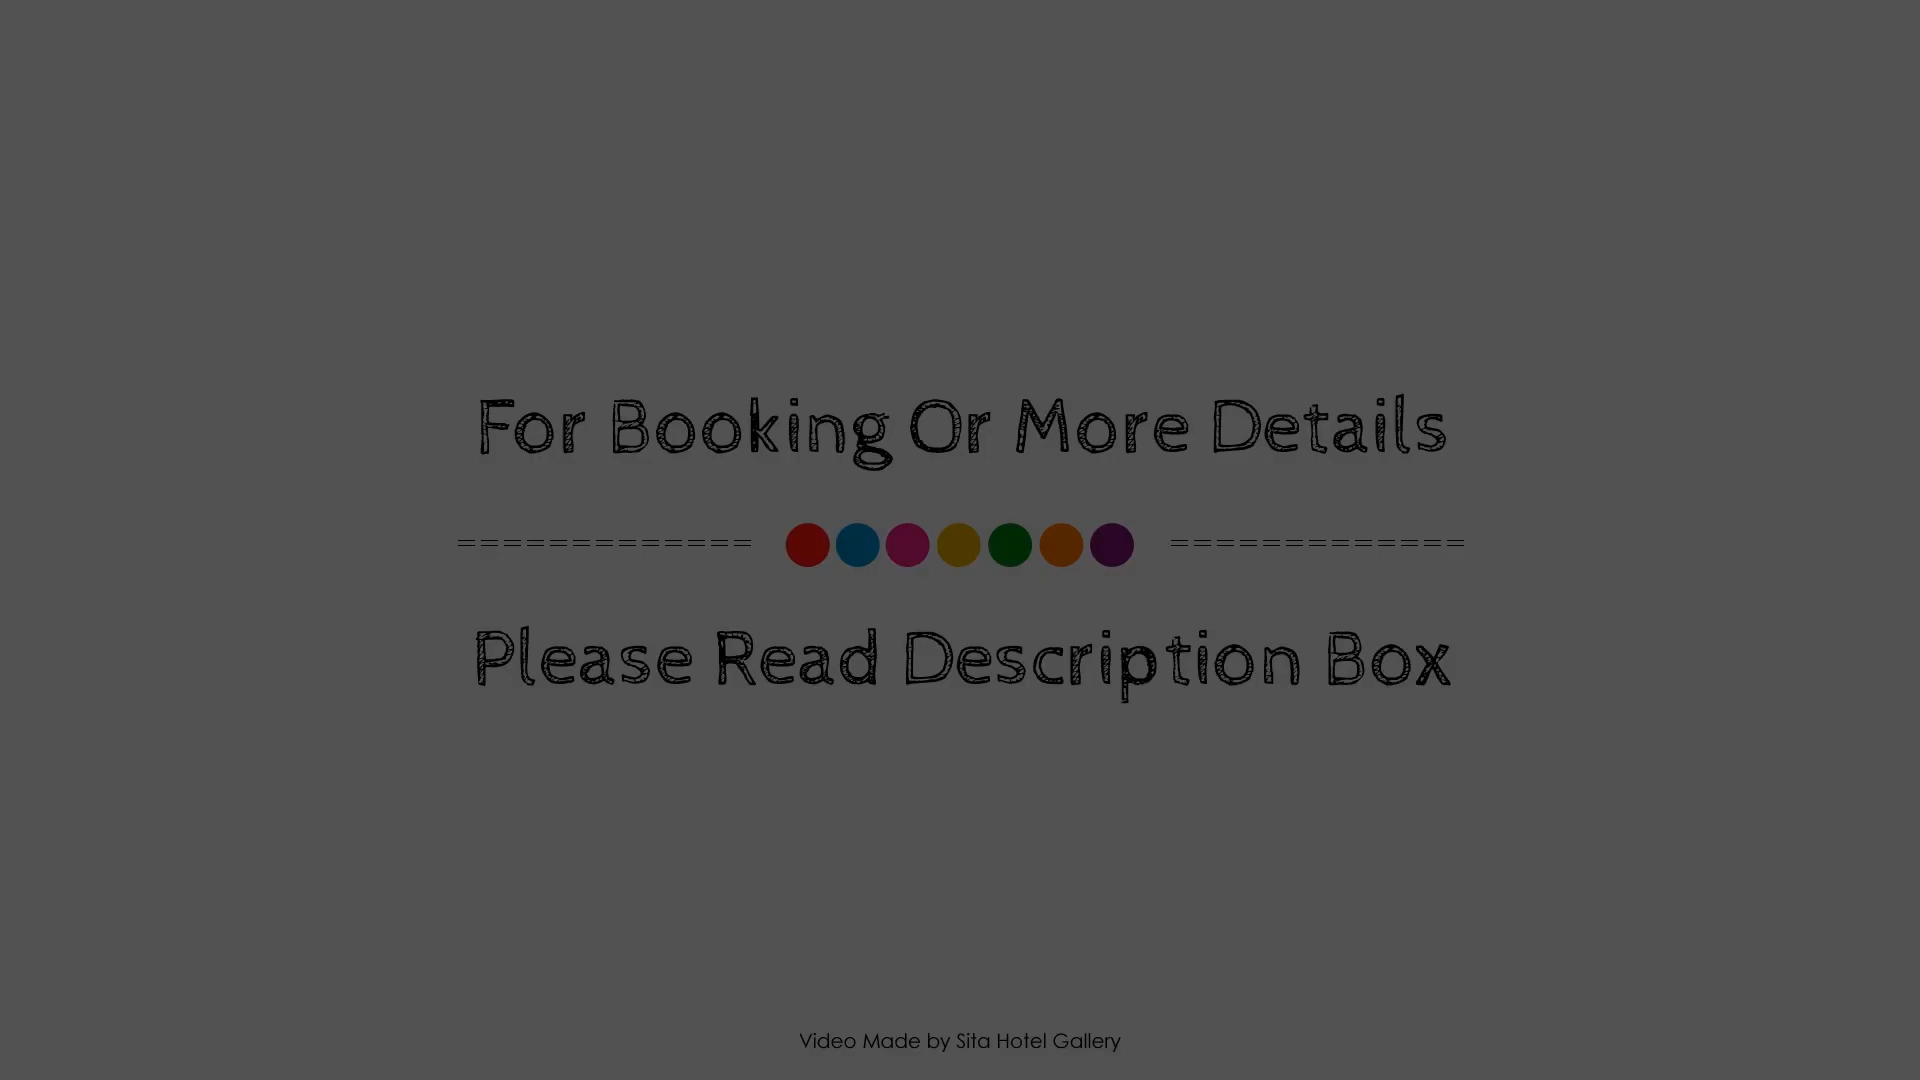 For Booking Or More Details
============= =============
Please Read Description Box
Video Made by Sita Hotel Gallery